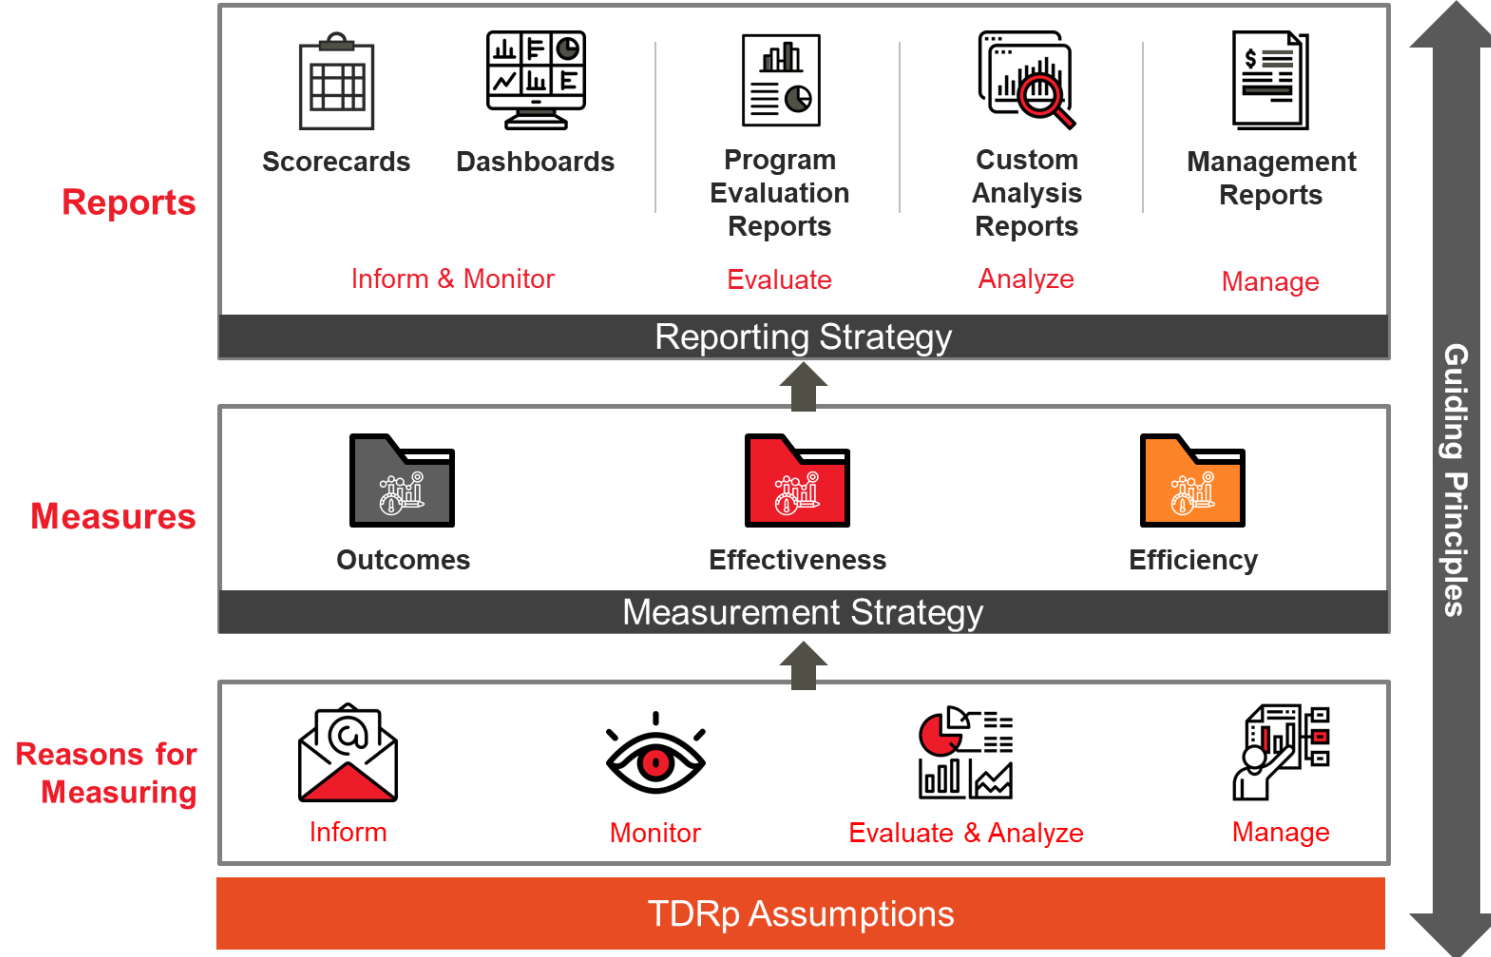 Scorecards
Dashboards
Program
Evaluation
Reports
Custom
Analysis
Reports
Management
Reports
Reports
Inform & Monitor
Evaluate
Analyze
Manage
Reporting Strategy
Measures
Outcomes
Effectiveness
Efficiency
Measurement Strategy
Reasons for
Measuring
Inform
Monitor
Evaluate & Analyze
Manage
TDRp Assumptions
Guiding Principles